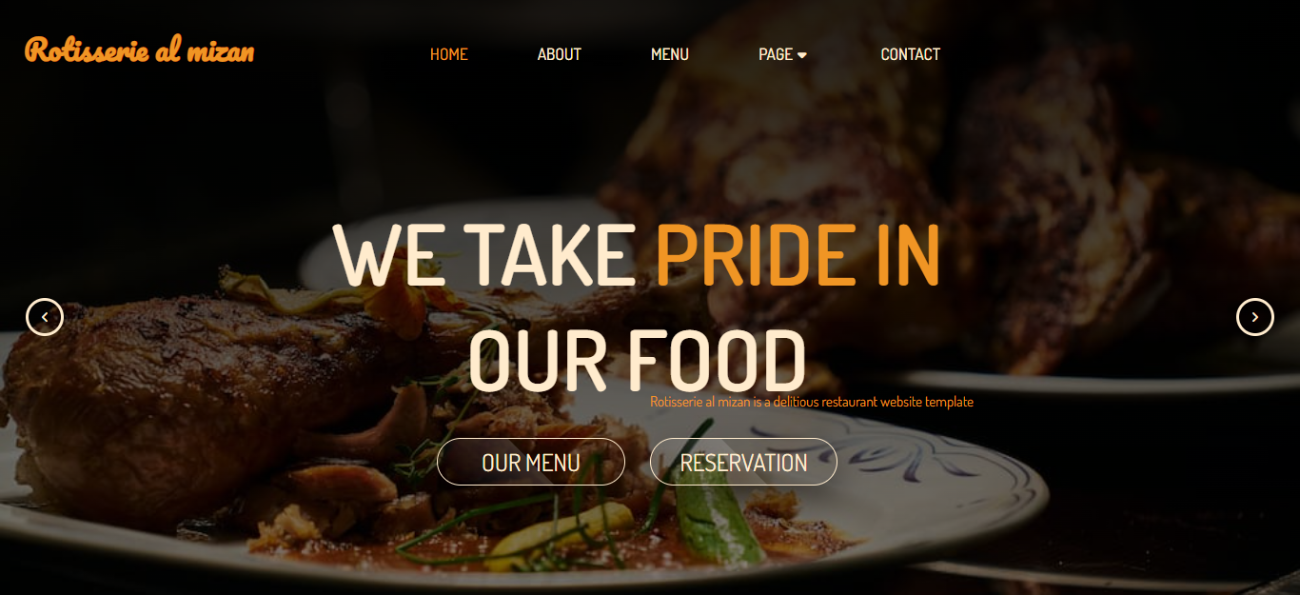 Rotisserie al mizan
HOME ABOUT MENU PAGE CONTACT
WE TAKE PRIDE IN
OUR FOOD
Rotisserie al mizan is a delitious restaurant website template
OUR MENU RESERVATION